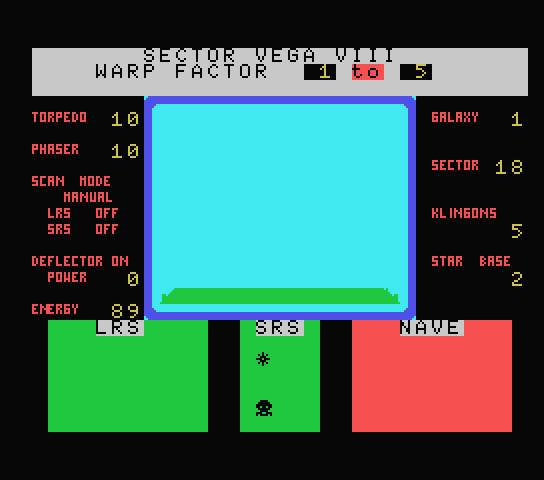 SECTOR VEGA VIII
WARP FACTOR 1 to 5
TORPEDO 10
PHASER 10
SCAN MODE
MANUAL
LRS OFF
SRS OFF
DEFLECTOR ON
POWER 0
ENERGY 89
GALAXY 1
SECTOR 18
KLINGONS
5
STAR BASE
2
LRS
SRS
NAVE